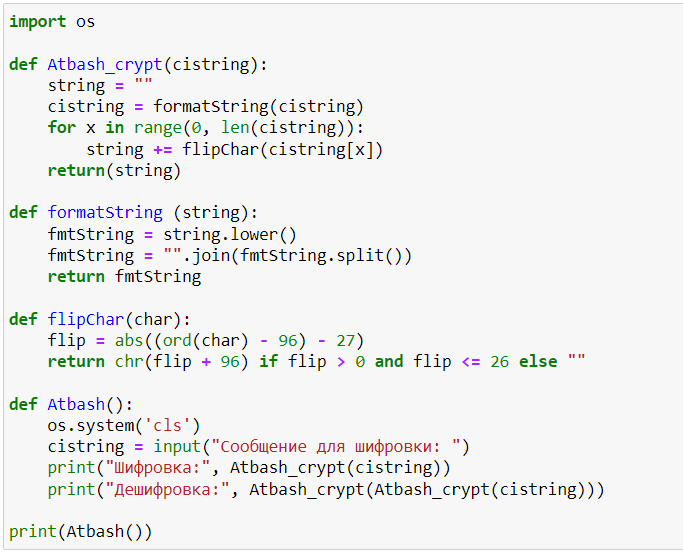 import os

def Atbash_crypt(cistring):
    string = ""
    cistring = formatString(cistring)
    for x in range(0, len(cistring)):
        string += flipChar(cistring[x])
    return(string)

def formatString (string):
    fmtString = string.lower()
    fmtString = "".join(fmtString.split())
    return fmtString

def flipChar(char):
    flip = abs((ord(char) - 96) - 27)
    return chr(flip + 96) if flip > 0 and flip <= 26 else ""

def Atbash():
    os.system('cls')
    cistring = input("Сообщение для шифровки: ")
    print("Шифровка:", Atbash_crypt(cistring))
    print("Дешифровка:", Atbash_crypt(Atbash_crypt(cistring)))

print(Atbash())